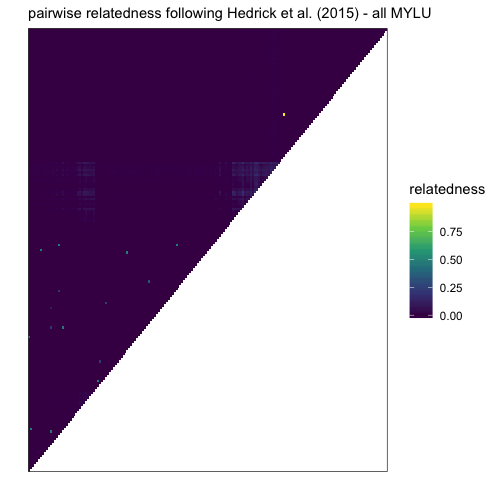 pairwise relatedness following Hedrick et al. (2015) - all MYLU
relatedness
0.75
0.50
0.25
0.00